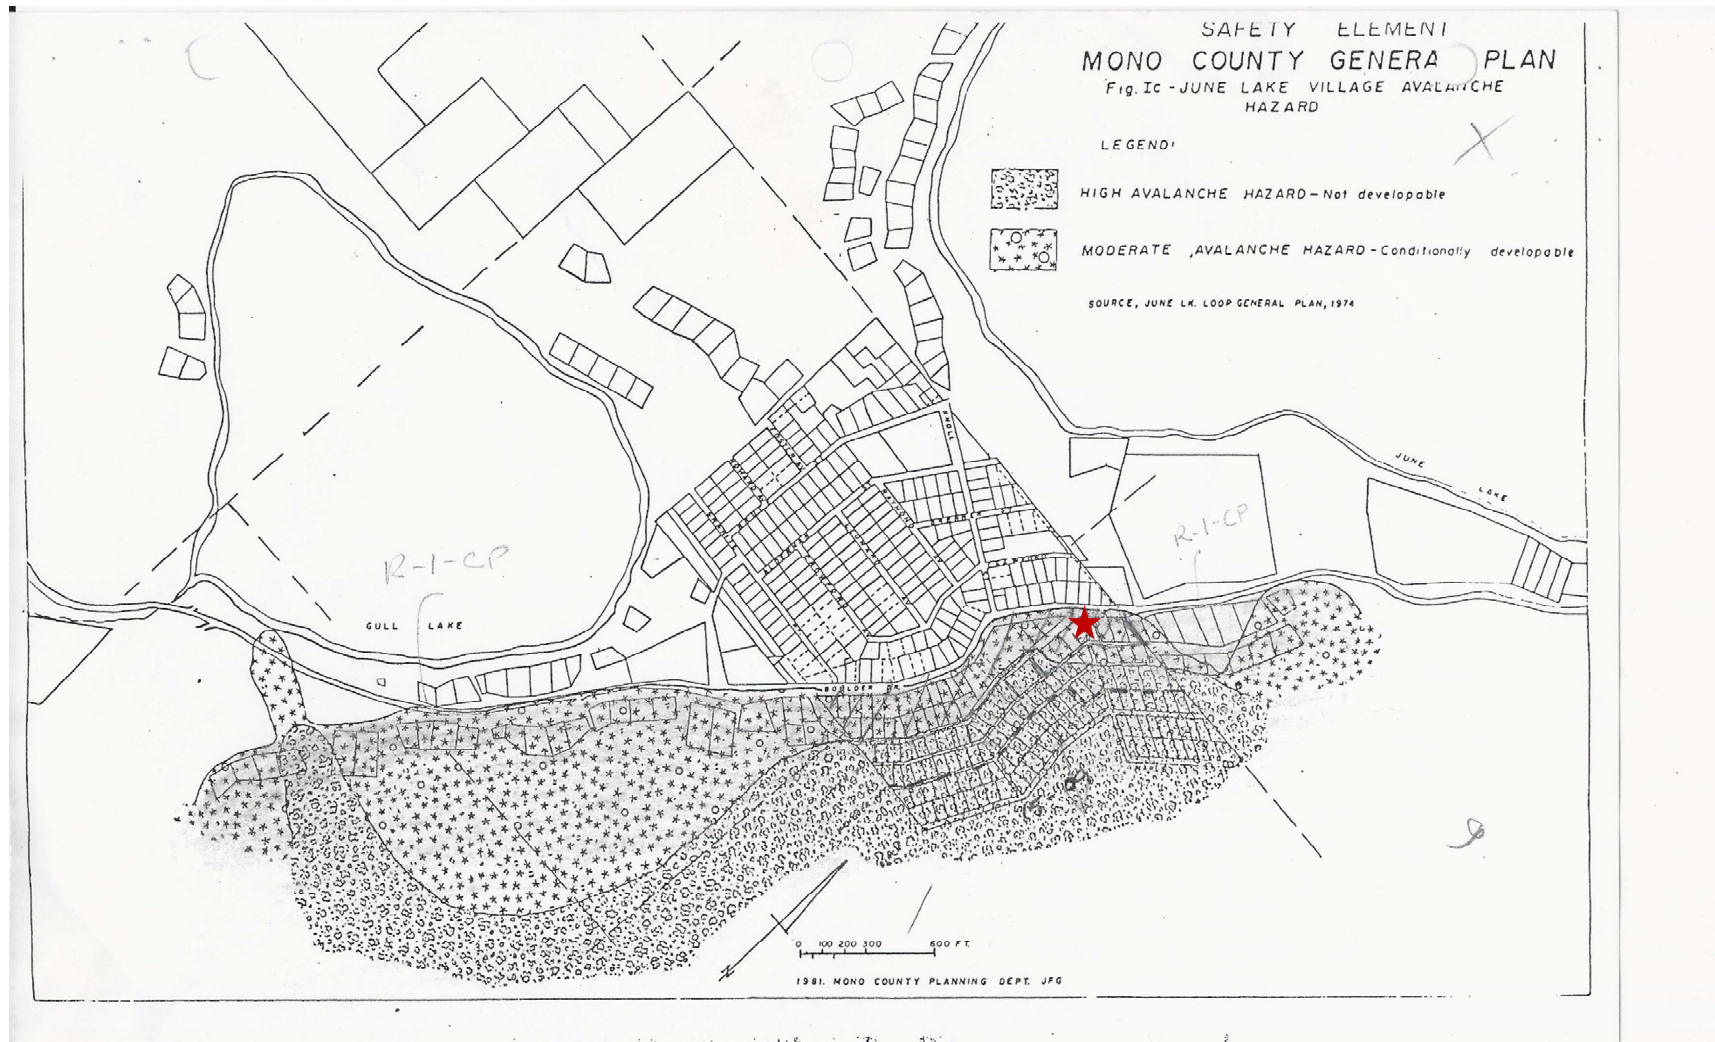 SAFETY ELEMENT
MONO COUNTY GENERA PLAN
Fig. Ic - JUNE LAKE VILLAGE AVALANCHE
HAZARD
LEGEND:
HIGH AVALANCHE HAZARD - Not developable
MODERATE AVALANCHE HAZARD - Conditionally developable
SOURCE, JUNE LK. LOOP GENERAL PLAN, 1974
KNOLL
JUNE LAKE
R-1-CP
R-1-CP
GULL LAKE
BOULDER DR.
N
0 100 200 300 600 FT.
1981. MONO COUNTY PLANNING DEPT. JFG